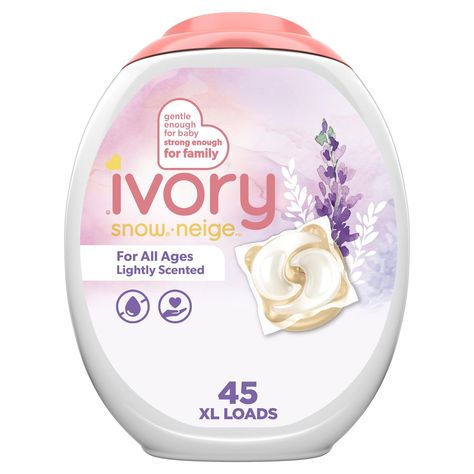 gentle
enough
for baby
strong enough
for family
ivory
snow • neige
For All Ages
Lightly Scented
45
XL LOADS